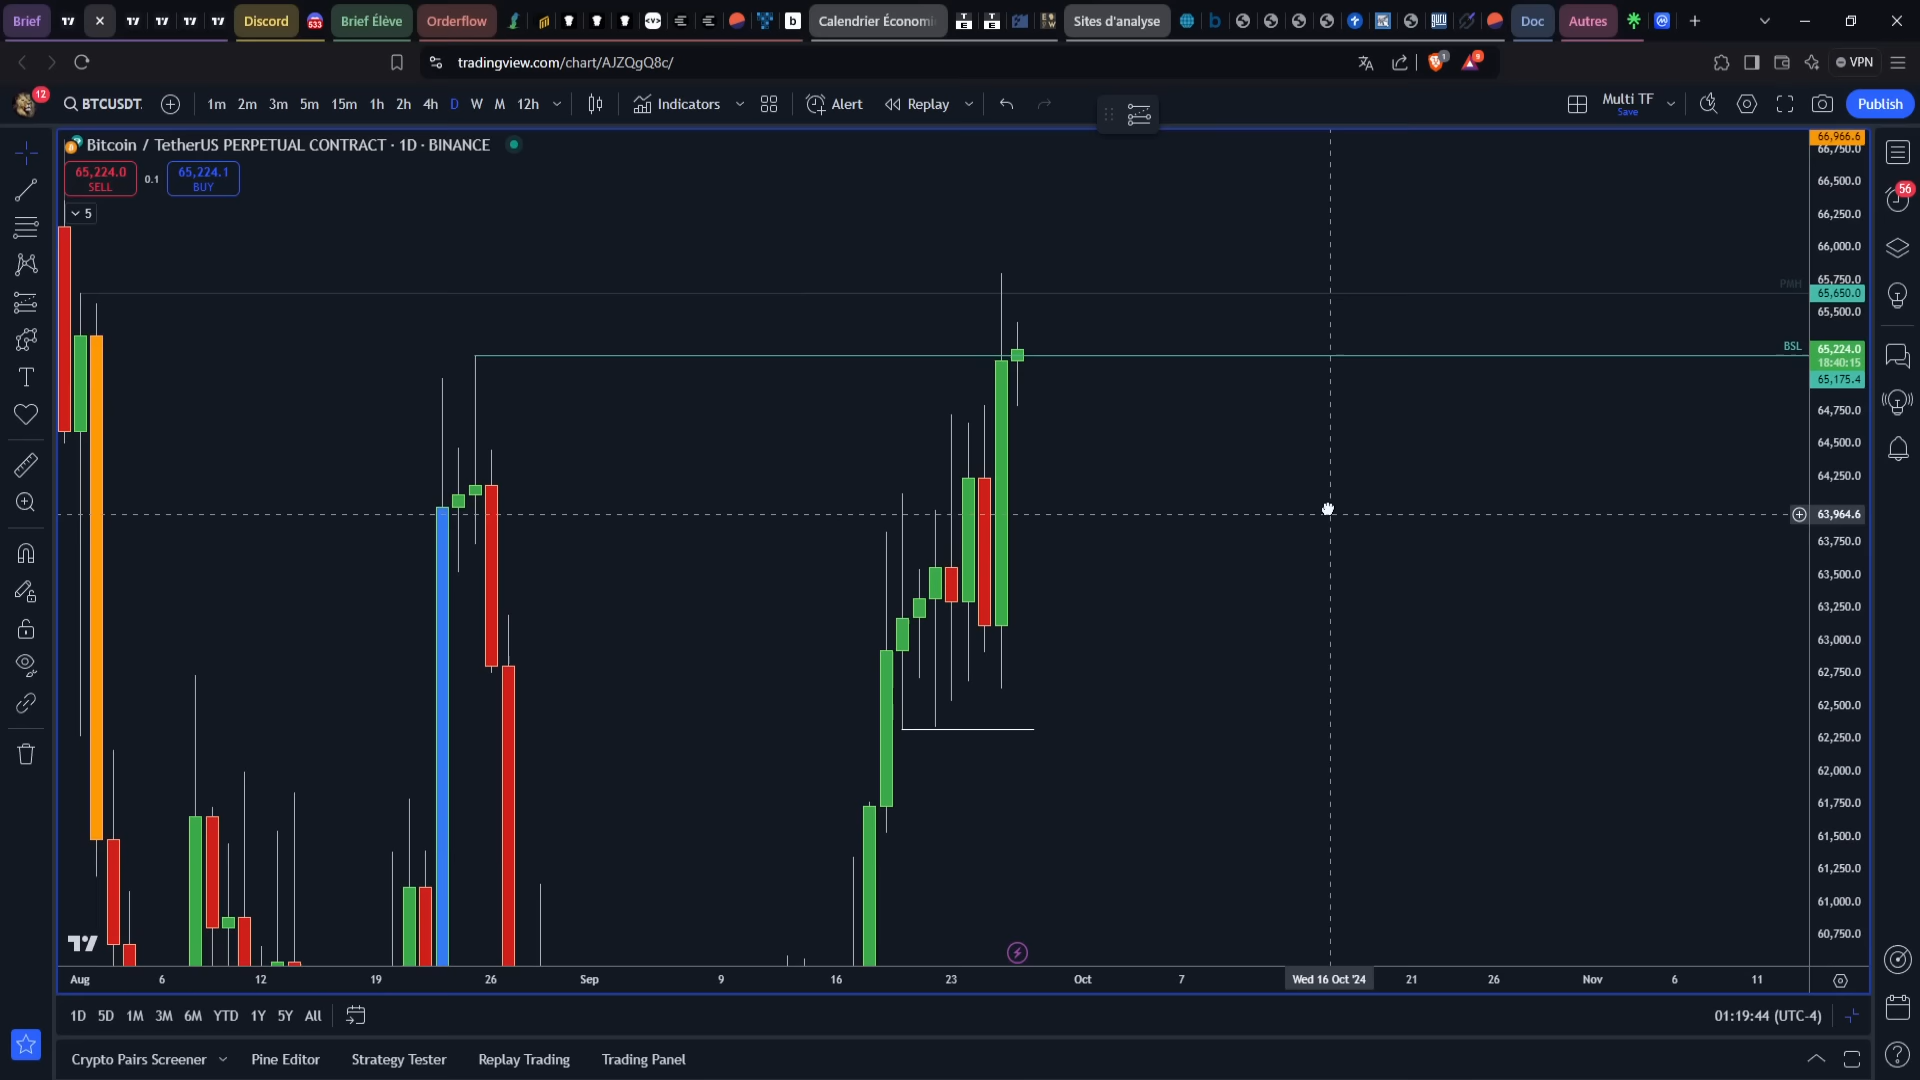 Brief
Discord
533
Brief Élève
Orderflow
b
Calendrier Économi
T E
T E
Sites d'analyse
b
Doc
Autres
tradingview.com/chart/AJZQgQ8c/
1
9
VPN
12
BTCUSDT.
1m 2m 3m 5m 15m 1h 2h 4h D W M 12h
Indicators
Alert
Replay
Multi TF
Save
Publish
Bitcoin / TetherUS PERPETUAL CONTRACT · 1D · BINANCE
65,224.0
SELL
0.1
65,224.1
BUY
5
66,966.6
66,750.0
66,500.0
66,250.0
66,000.0
65,750.0
PMH
65,650.0
65,500.0
BSL
65,224.0
18:40:15
65,175.4
64,750.0
64,500.0
64,250.0
63,964.6
63,750.0
63,500.0
63,250.0
63,000.0
62,750.0
62,500.0
62,250.0
62,000.0
61,750.0
61,500.0
61,250.0
61,000.0
60,750.0
56
Aug 6 12 19 26 Sep 9 16 23 Oct 7 Wed 16 Oct '24 21 26 Nov 6 11
1D 5D 1M 3M 6M YTD 1Y 5Y All
01:19:44 (UTC-4)
Crypto Pairs Screener
Pine Editor
Strategy Tester
Replay Trading
Trading Panel